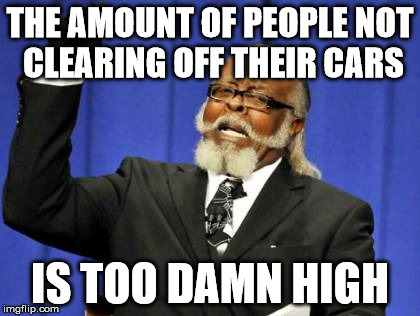 THE AMOUNT OF PEOPLE NOT
CLEARING OFF THEIR CARS
IS TOO DAMN HIGH
imgflip.com